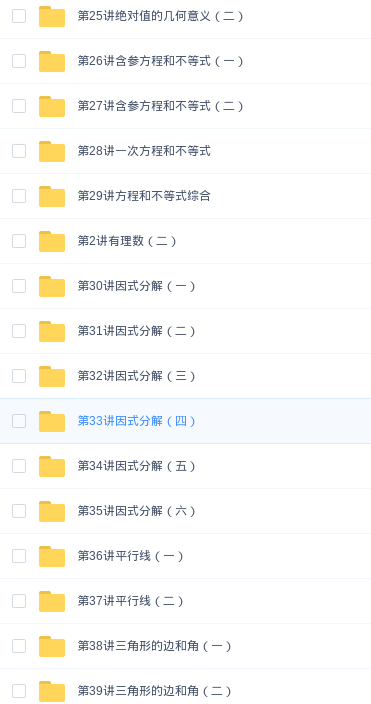 第25讲绝对值的几何意义（二）
第26讲含参方程和不等式（一）
第27讲含参方程和不等式（二）
第28讲一次方程和不等式
第29讲方程和不等式综合
第2讲有理数（二）
第30讲因式分解（一）
第31讲因式分解（二）
第32讲因式分解（三）
第33讲因式分解（四）
第34讲因式分解（五）
第35讲因式分解（六）
第36讲平行线（一）
第37讲平行线（二）
第38讲三角形的边和角（一）
第39讲三角形的边和角（二）